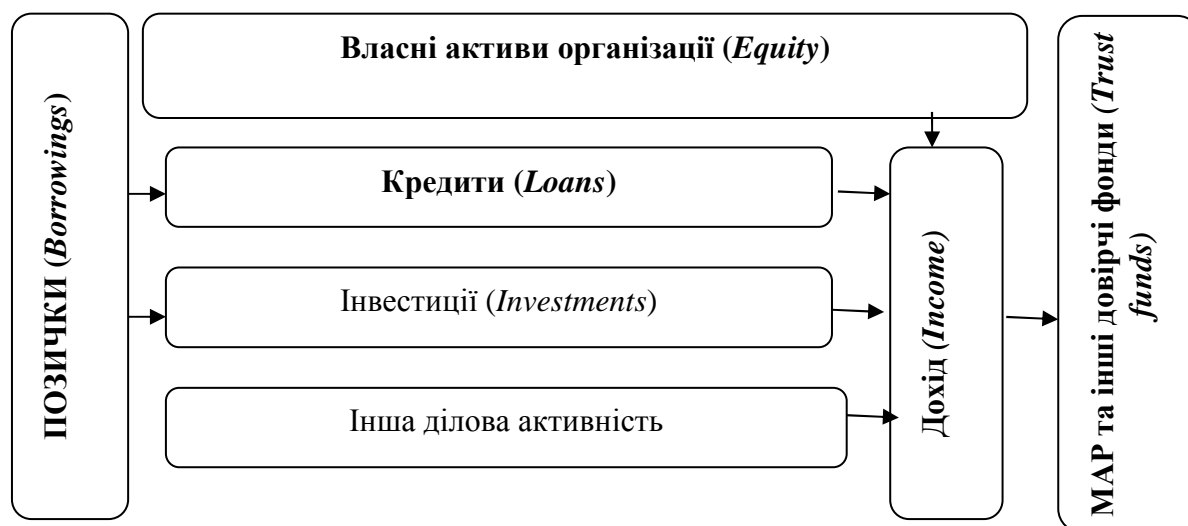 ПОЗИЧКИ (Borrowings)
Власні активи організації (Equity)
Кредити (Loans)
Інвестиції (Investments)
Інша ділова активність
Дохід (Income)
МАР та інші довірчі фонди (Trust
funds)